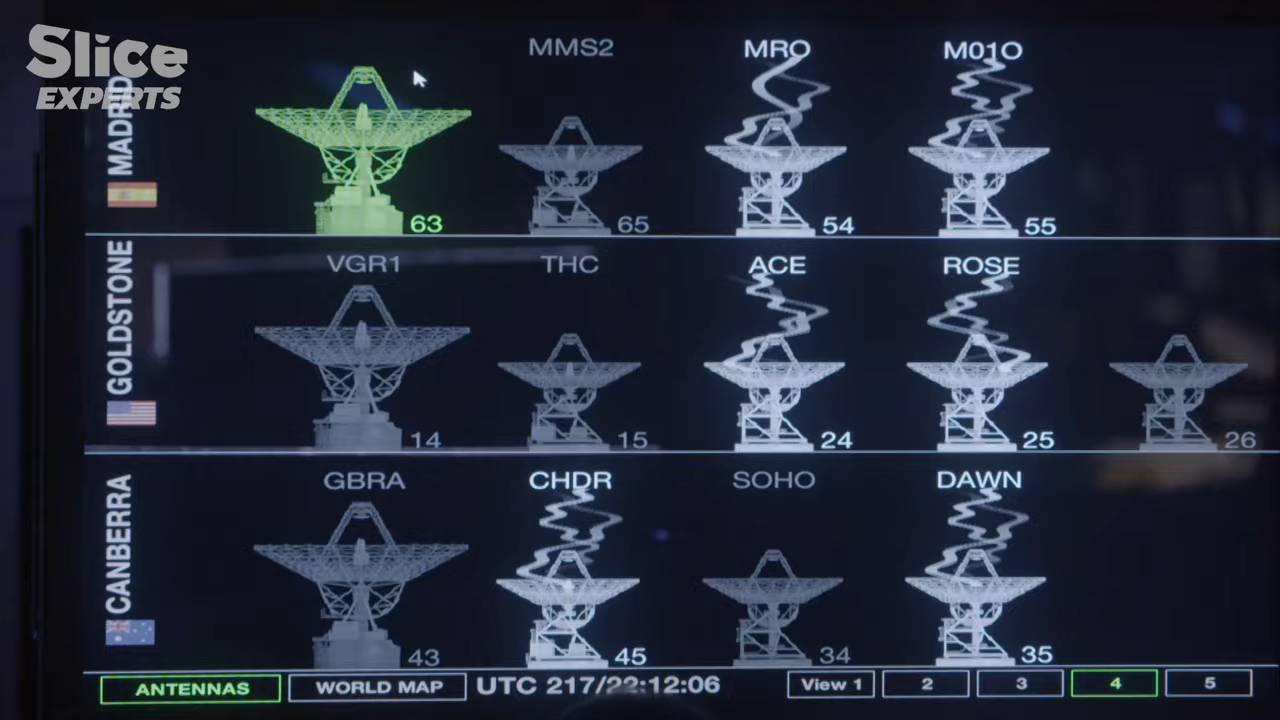 Slice
EXPERTS
MADRID
MMS2
MRO
M01O
63
65
54
55
GOLDSTONE
VGR1
THC
ACE
ROSE
14
15
24
25
26
CANBERRA
GBRA
CHDR
SOHO
DAWN
43
45
34
35
ANTENNAS
WORLD MAP
UTC 217/22:12:06
View 1
2
3
4
5